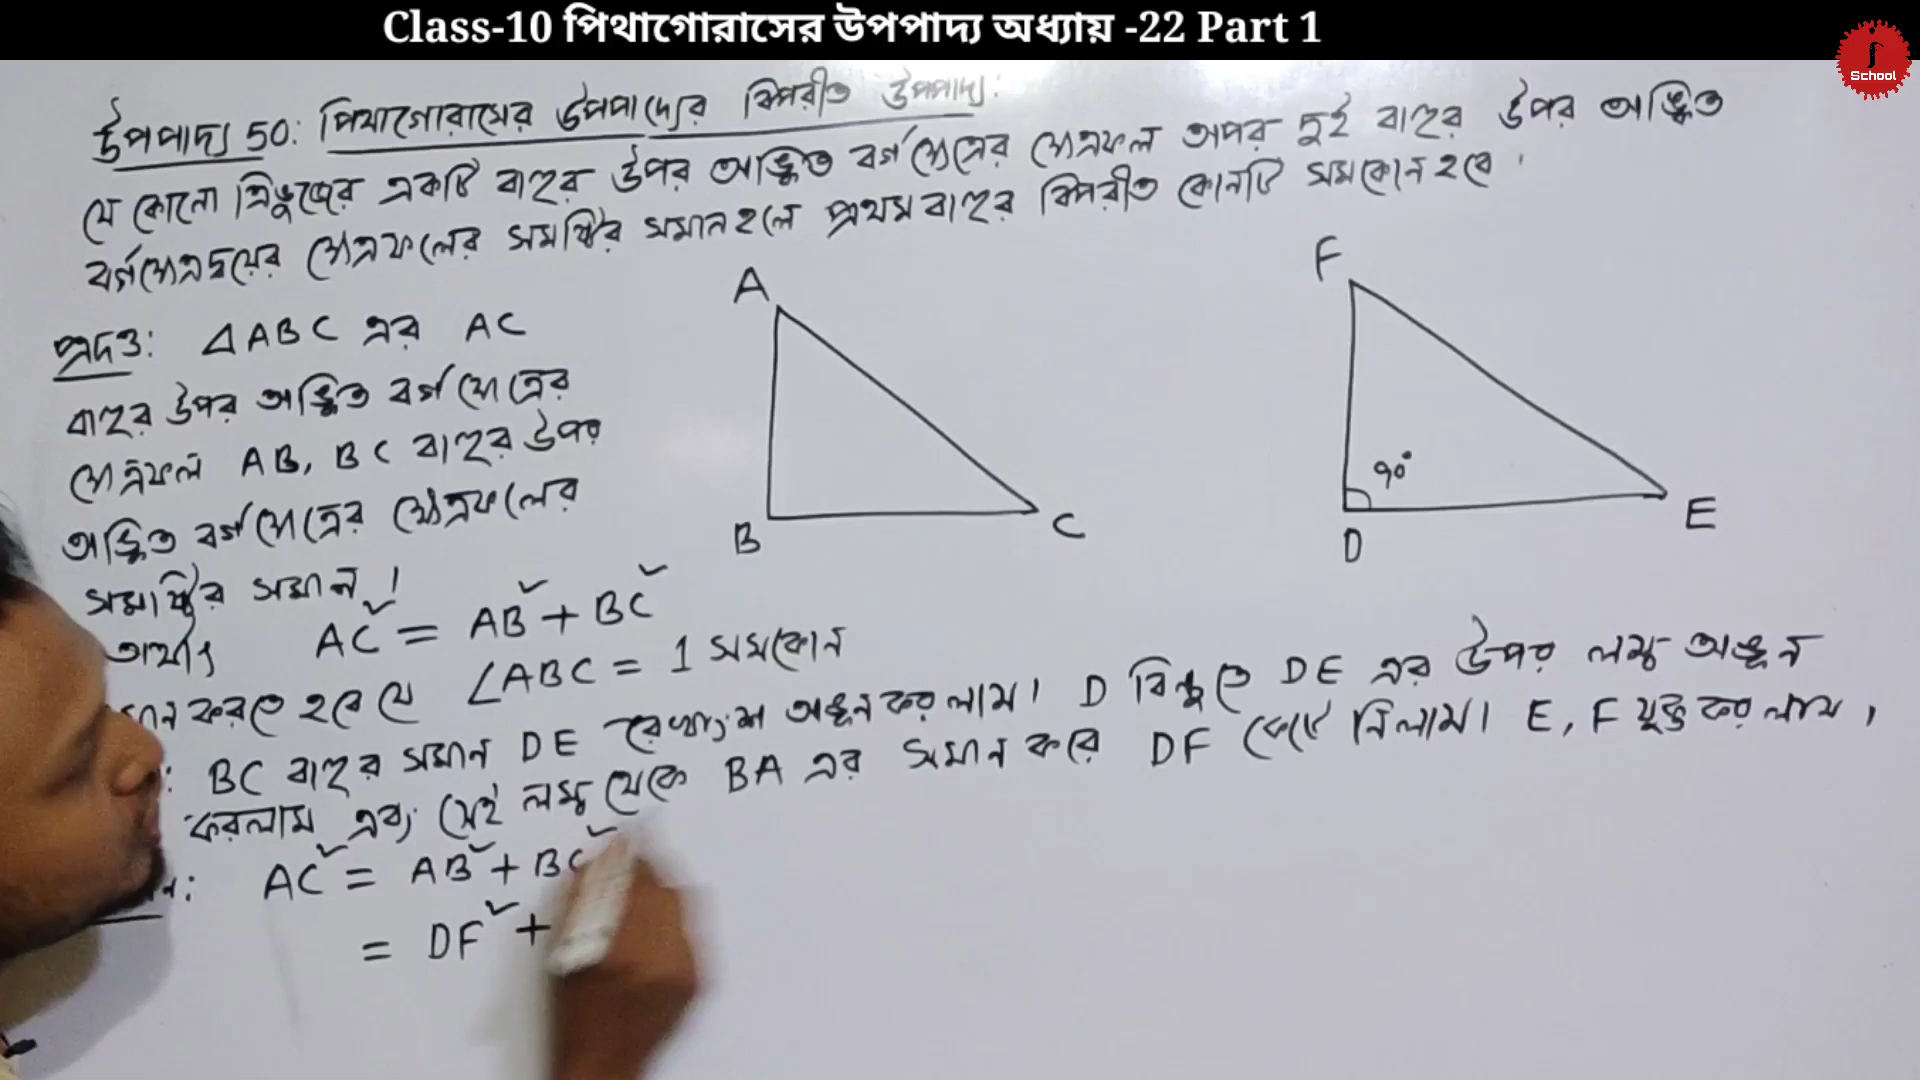 Class-10 পিথাগোরাসের উপপাদ্য অধ্যায় -22 Part 1
School
উপপাদ্য 50: পিথাগোরাসের উপপাদ্যের বিপরীত উপপাদ্য:
যে কোনো ত্রিভুজের একটি বাহুর উপর অঙ্কিত বর্গক্ষেত্রের ক্ষেত্রফল অপর দুই বাহুর উপর অঙ্কিত
বর্গক্ষেত্রদ্বয়ের ক্ষেত্রফলের সমষ্টির সমান হলে প্রথম বাহুর বিপরীত কোনটি সমকোন হবে।
প্রদত্ত: △ABC এর AC
বাহুর উপর অঙ্কিত বর্গক্ষেত্রের
ক্ষেত্রফল AB, BC বাহুর উপর
অঙ্কিত বর্গক্ষেত্রের ক্ষেত্রফলের
সমষ্টির সমান।
অর্থাৎ AC² = AB² + BC²
করতে হবে যে ∠ABC = 1 সমকোন
: BC বাহুর সমান DE রেখাংশ অঙ্কন করলাম। D বিন্দুতে DE এর উপর লম্ব অঙ্কন
করলাম এবং সেই লম্ব থেকে BA এর সমান করে DF কেটে নিলাম। E, F যুক্ত করলাম।
: AC² = AB² + BC²
= DF² +
A
B
C
F
90°
D
E